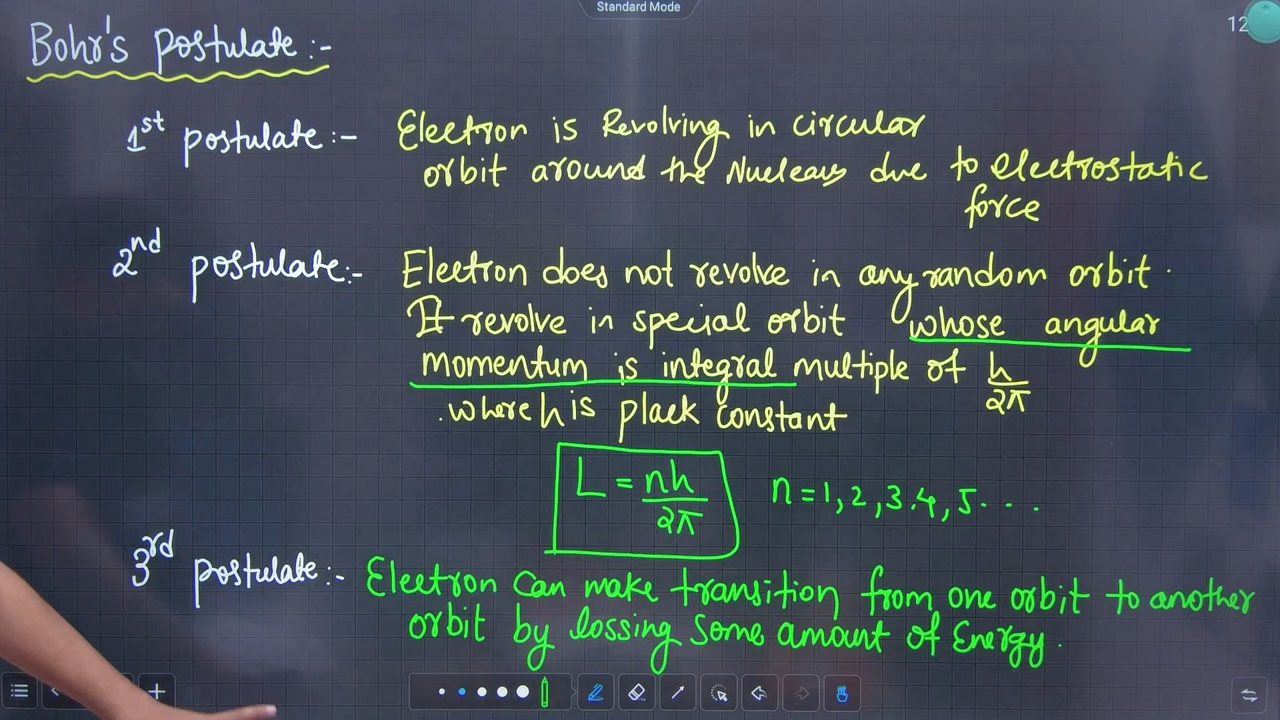 Standard Mode
12
Bohr's postulate :-
1st postulate :- Electron is Revolving in circular
orbit around the Nucleus due to electrostatic
force
2nd postulate:- Electron does not revolve in any random orbit.
It revolve in special orbit whose angular
momentum is integral multiple of h/2π
. where h is plack constant
L = nh/2π n = 1, 2, 3.4, 5. . . .
3rd postulate:- Electron can make transition from one orbit to another
orbit by lossing some amount of Energy.